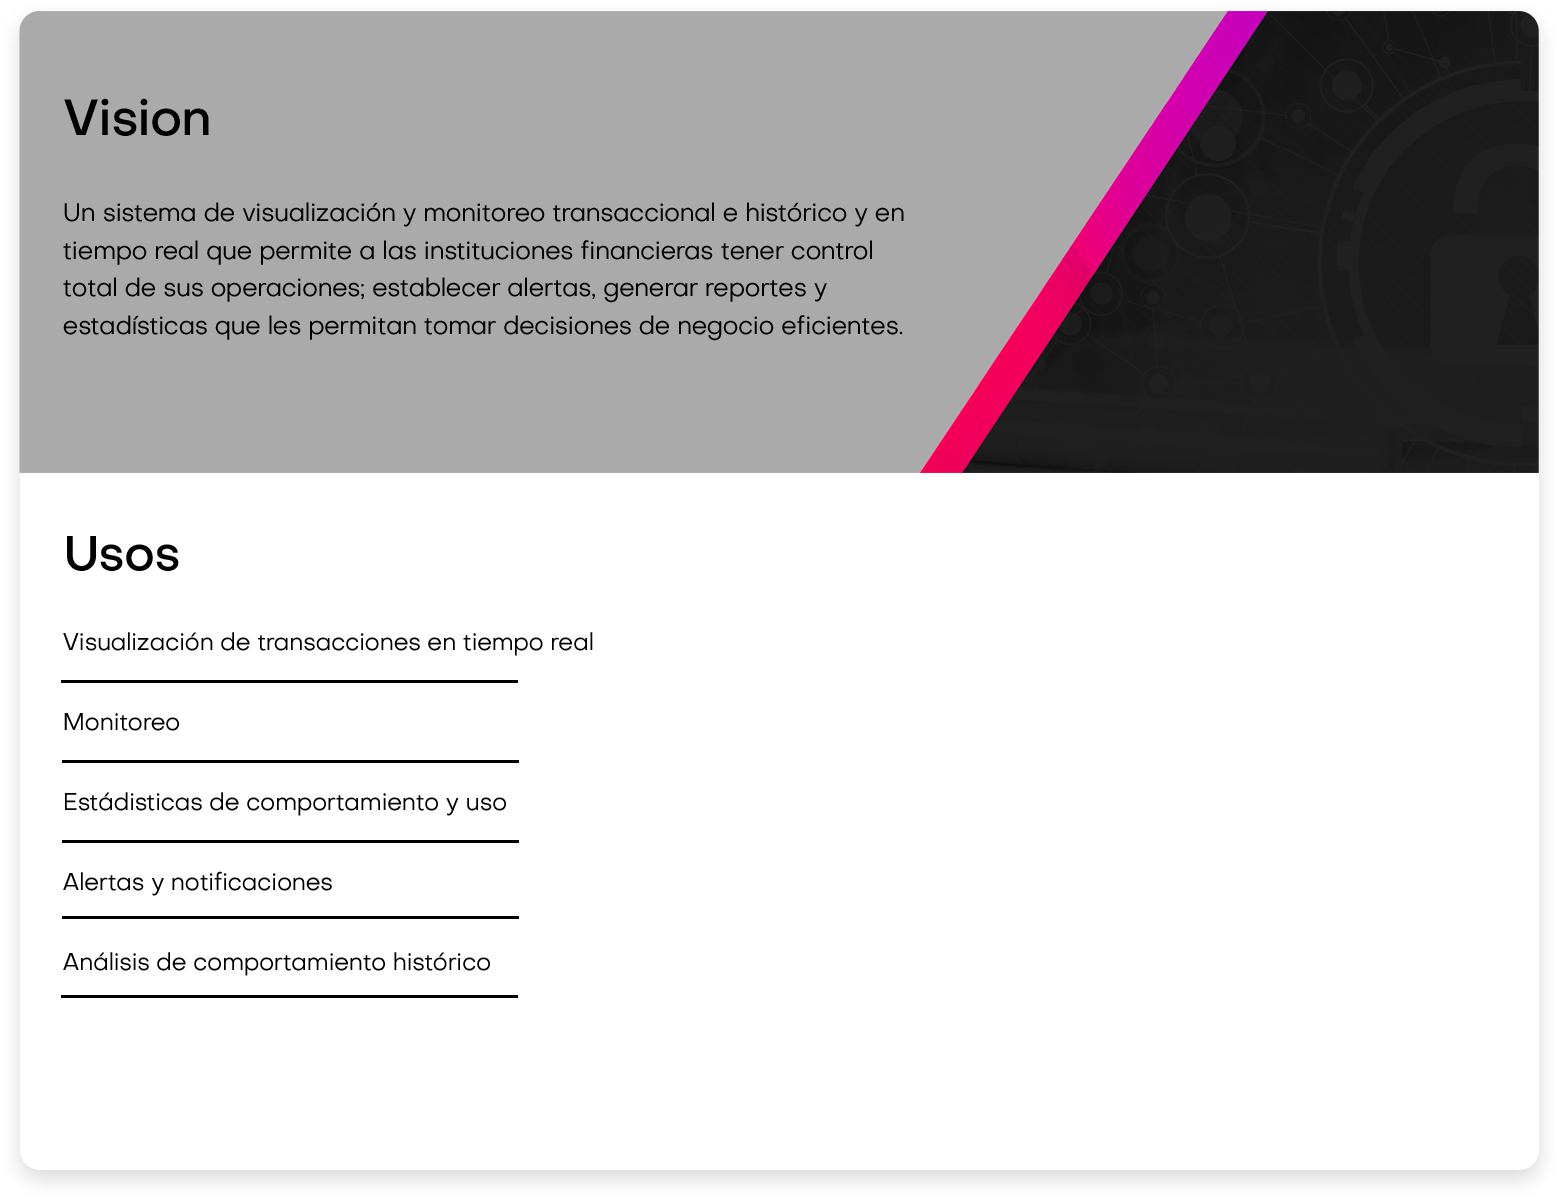 Vision
Un sistema de visualización y monitoreo transaccional e histórico y en
tiempo real que permite a las instituciones financieras tener control
total de sus operaciones; establecer alertas, generar reportes y
estadísticas que les permitan tomar decisiones de negocio eficientes.
Usos
Visualización de transacciones en tiempo real
Monitoreo
Estádisticas de comportamiento y uso
Alertas y notificaciones
Análisis de comportamiento histórico